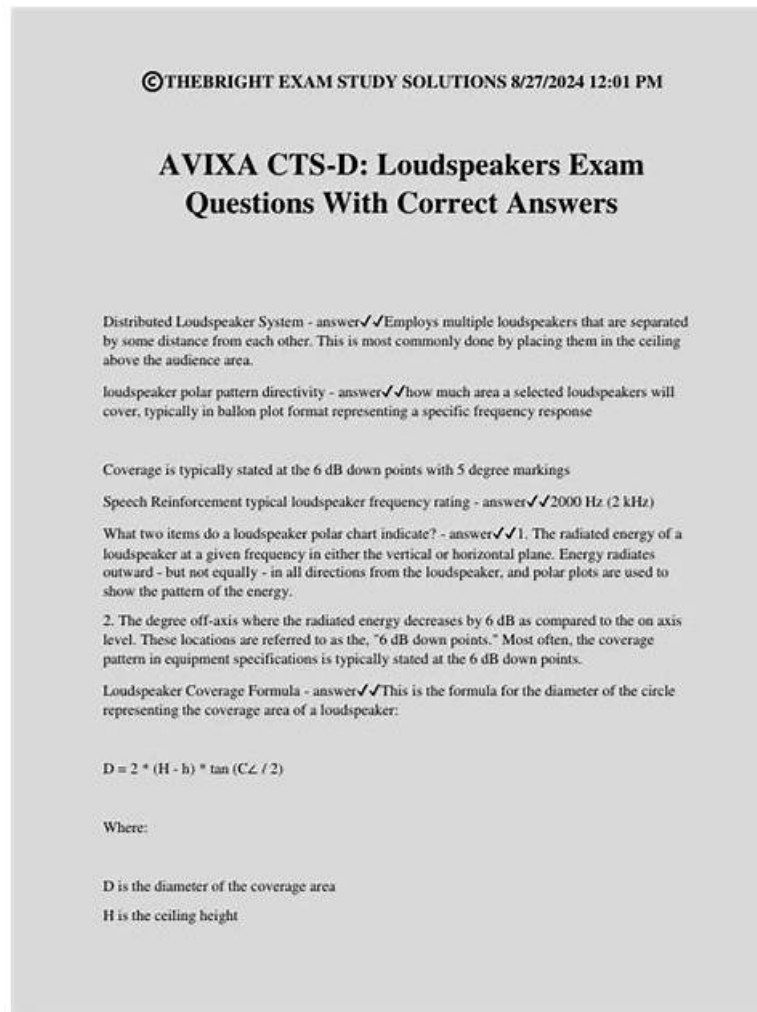 ©THEBRIGHT EXAM STUDY SOLUTIONS 8/27/2024 12:01 PM
AVIXA CTS-D: Loudspeakers Exam
Questions With Correct Answers
Distributed Loudspeaker System - answer✓✓Employs multiple loudspeakers that are separated
by some distance from each other. This is most commonly done by placing them in the ceiling
above the audience area.
loudspeaker polar pattern directivity - answer✓✓how much area a selected loudspeakers will
cover, typically in ballon plot format representing a specific frequency response
Coverage is typically stated at the 6 dB down points with 5 degree markings
Speech Reinforcement typical loudspeaker frequency rating - answer✓✓2000 Hz (2 kHz)
What two items do a loudspeaker polar chart indicate? - answer✓✓1. The radiated energy of a
loudspeaker at a given frequency in either the vertical or horizontal plane. Energy radiates
outward - but not equally - in all directions from the loudspeaker, and polar plots are used to
show the pattern of the energy.
2. The degree off-axis where the radiated energy decreases by 6 dB as compared to the on axis
level. These locations are referred to as the, "6 dB down points." Most often, the coverage
pattern in equipment specifications is typically stated at the 6 dB down points.
Loudspeaker Coverage Formula - answer✓✓This is the formula for the diameter of the circle
representing the coverage area of a loudspeaker:
D = 2 * (H - h) * tan (C∠ / 2)
Where:
D is the diameter of the coverage area
H is the ceiling height